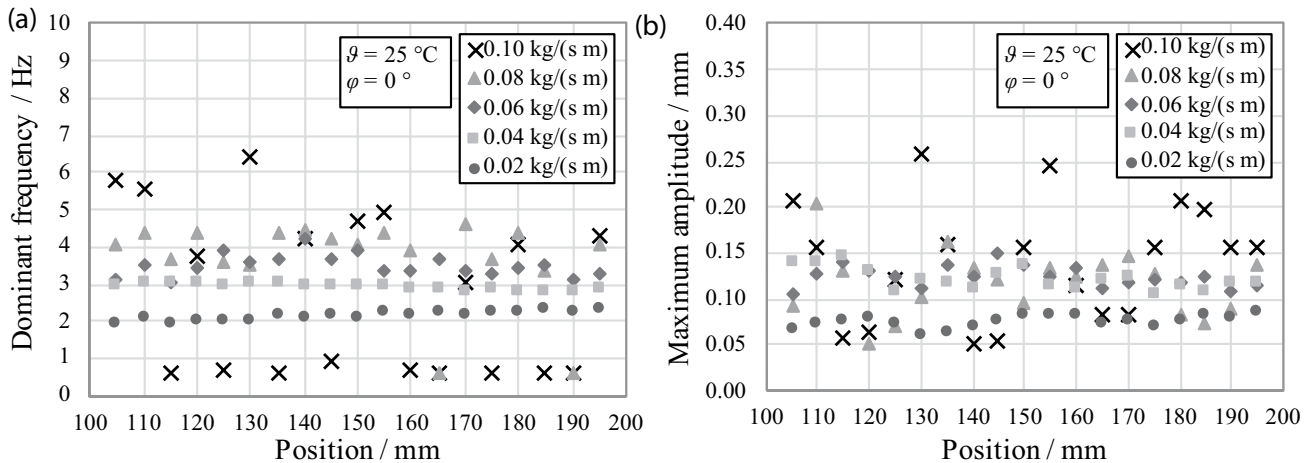 (a)
Dominant frequency / Hz
10
9
8
7
6
5
4
3
2
1
0
ϑ = 25 °C
φ = 0 °
0.10 kg/(s m)
0.08 kg/(s m)
0.06 kg/(s m)
0.04 kg/(s m)
0.02 kg/(s m)
100 110 120 130 140 150 160 170 180 190 200
Position / mm
(b)
Maximum amplitude / mm
0.40
0.35
0.30
0.25
0.20
0.15
0.10
0.05
0.00
ϑ = 25 °C
φ = 0 °
0.10 kg/(s m)
0.08 kg/(s m)
0.06 kg/(s m)
0.04 kg/(s m)
0.02 kg/(s m)
100 110 120 130 140 150 160 170 180 190 200
Position / mm